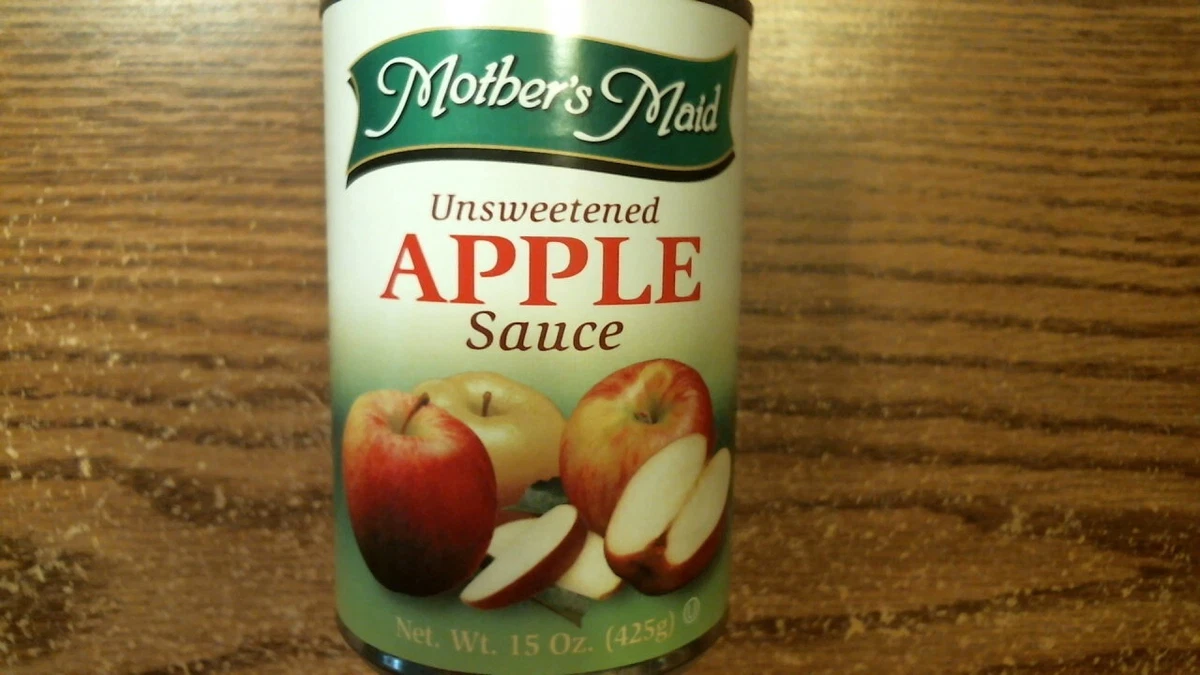 Mother's Maid
Unsweetened
APPLE
Sauce
Net. Wt. 15 Oz. (425g) U